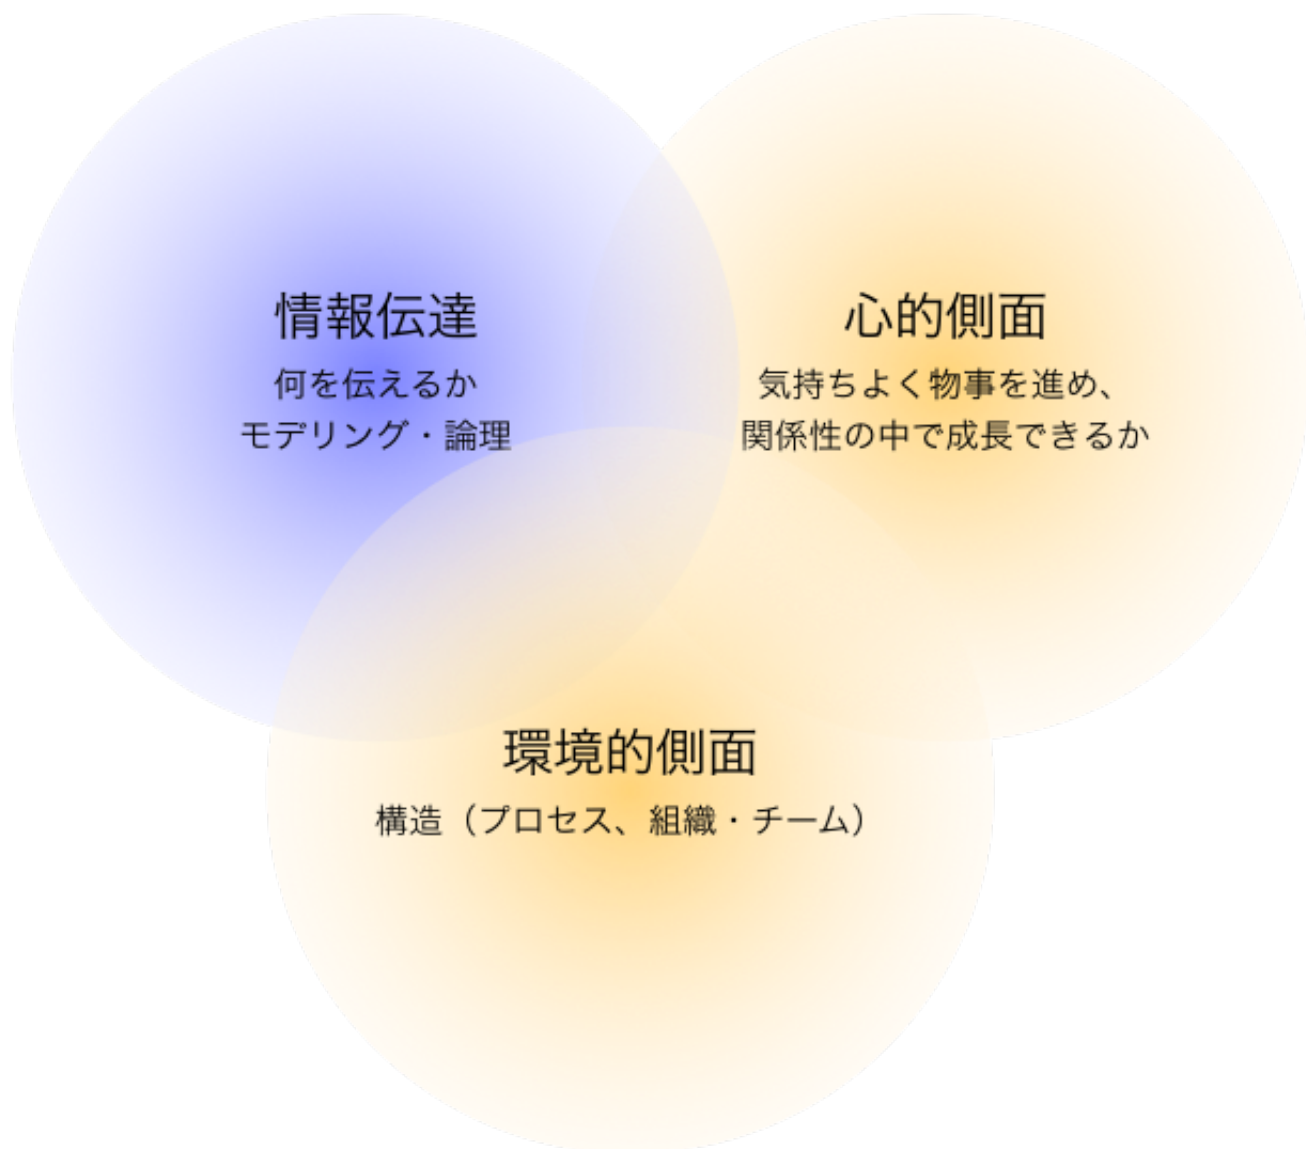 情報伝達
何を伝えるか
モデリング・論理
心的側面
気持ちよく物事を進め、
関係性の中で成長できるか
環境的側面
構造（プロセス、組織・チーム）